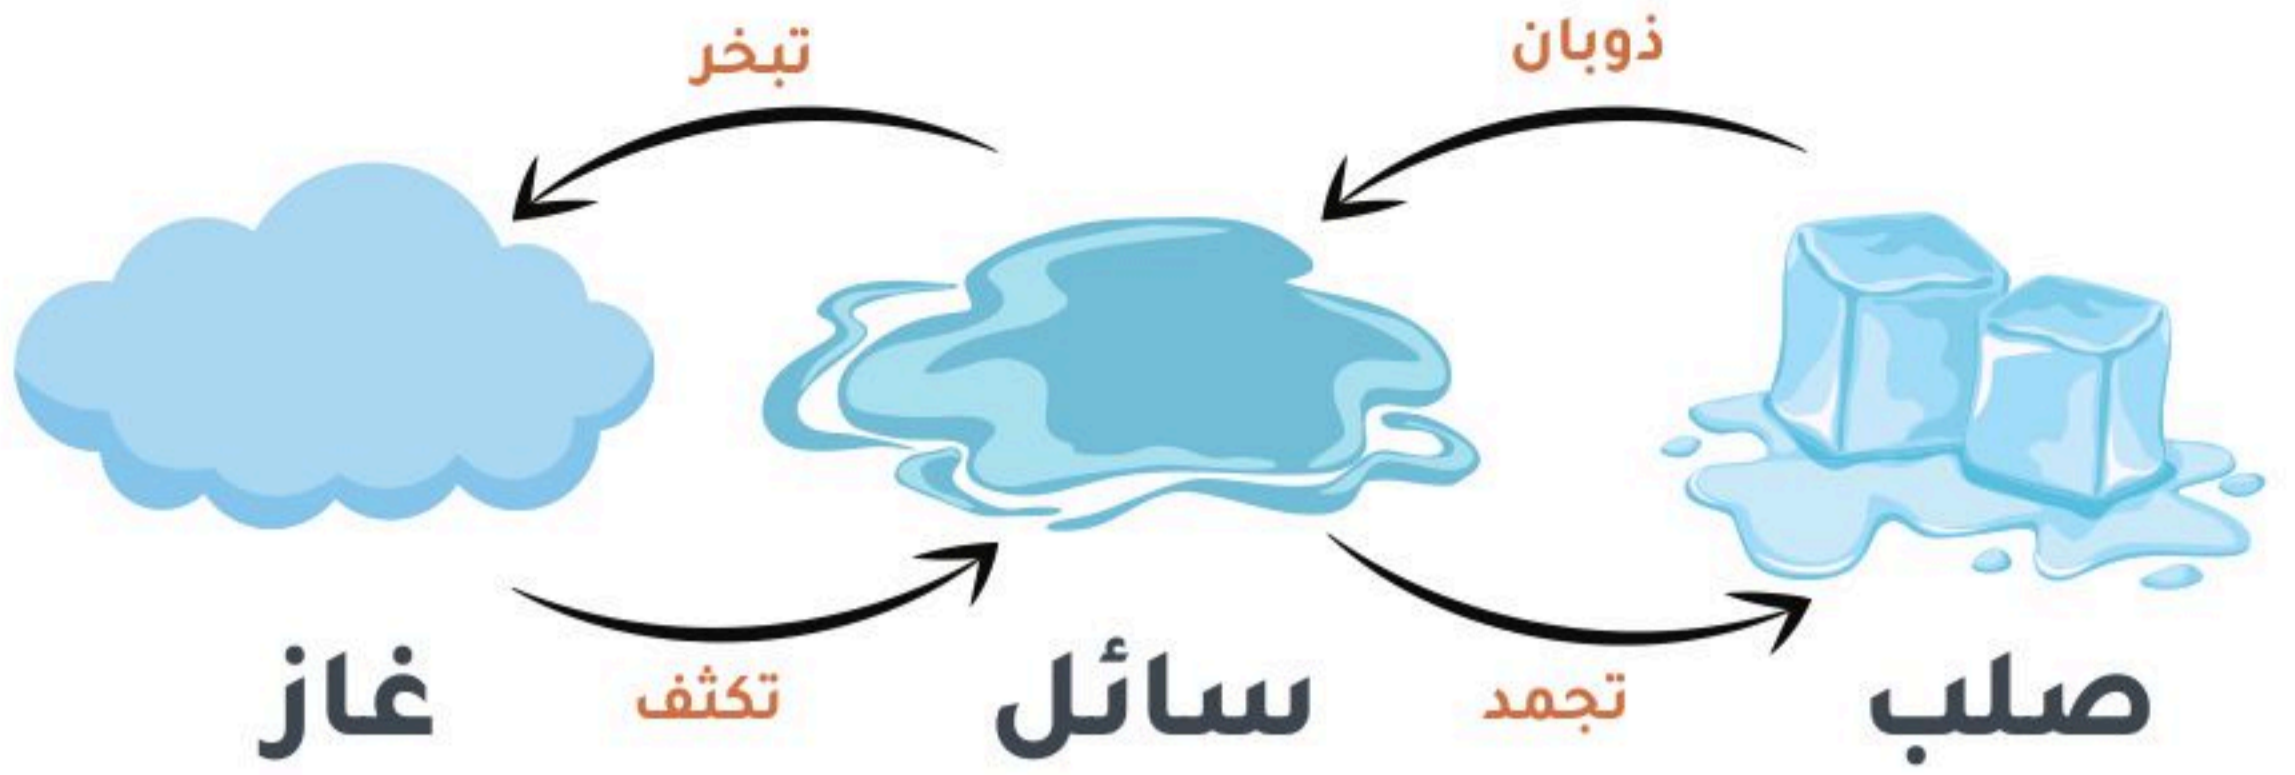 ذوبان
تبخر
صلب
تجمد
سائل
تكثف
غاز